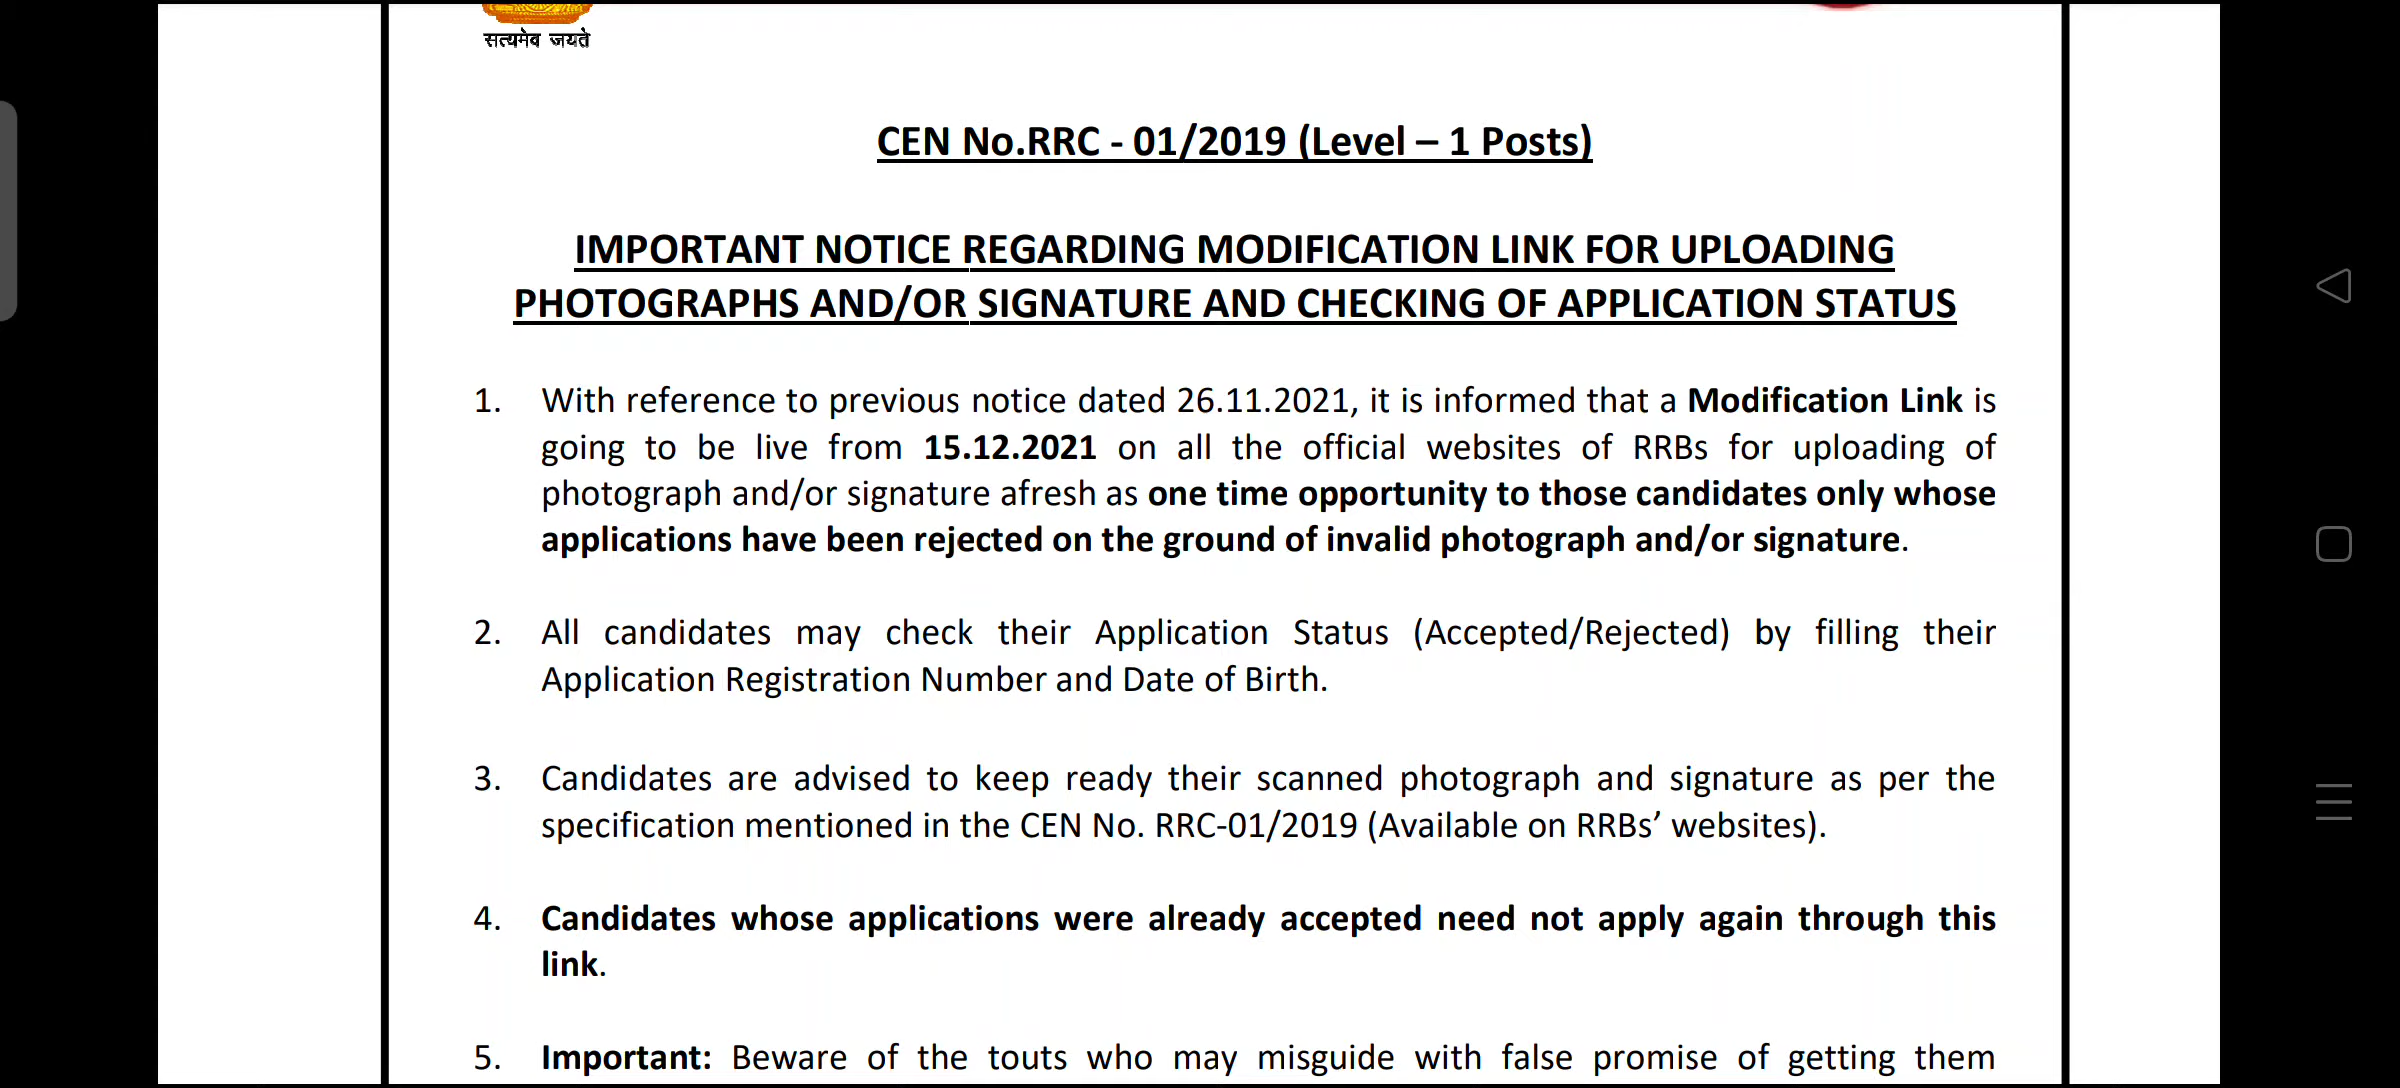 सत्यमेव जयते
CEN No.RRC - 01/2019 (Level – 1 Posts)
IMPORTANT NOTICE REGARDING MODIFICATION LINK FOR UPLOADING
PHOTOGRAPHS AND/OR SIGNATURE AND CHECKING OF APPLICATION STATUS
1. With reference to previous notice dated 26.11.2021, it is informed that a Modification Link is
going to be live from 15.12.2021 on all the official websites of RRBs for uploading of
photograph and/or signature afresh as one time opportunity to those candidates only whose
applications have been rejected on the ground of invalid photograph and/or signature.
2. All candidates may check their Application Status (Accepted/Rejected) by filling their
Application Registration Number and Date of Birth.
3. Candidates are advised to keep ready their scanned photograph and signature as per the
specification mentioned in the CEN No. RRC-01/2019 (Available on RRBs’ websites).
4. Candidates whose applications were already accepted need not apply again through this
link.
5. Important: Beware of the touts who may misguide with false promise of getting them